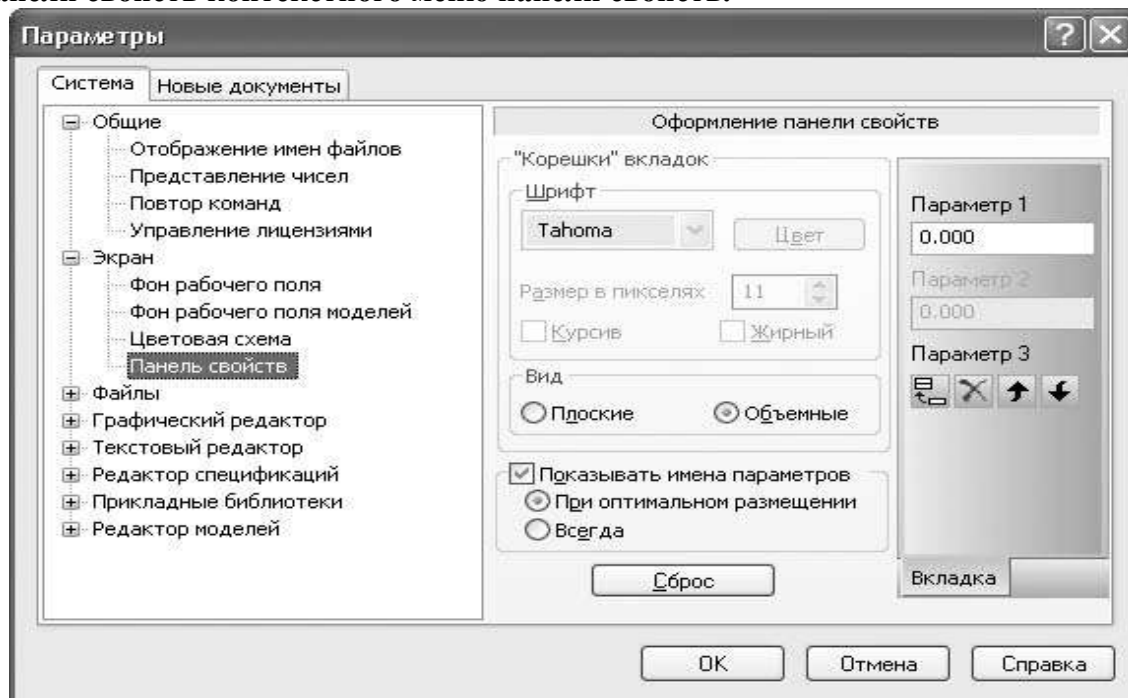 Параметры
Система
Новые документы
Общие
Отображение имен файлов
Представление чисел
Повтор команд
Управление лицензиями
Экран
Фон рабочего поля
Фон рабочего поля моделей
Цветовая схема
Панель свойств
Файлы
Графический редактор
Текстовый редактор
Редактор спецификаций
Прикладные библиотеки
Редактор моделей
Оформление панели свойств
"Корешки" вкладок
Шрифт
Tahoma
Цвет
Размер в пикселях 11
Курсив Жирный
Вид
Плоские Объемные
Показывать имена параметров
При оптимальном размещении
Всегда
Сброс
Параметр 1
0.000
Параметр 2
0.000
Параметр 3
Вкладка
OK Отмена Справка